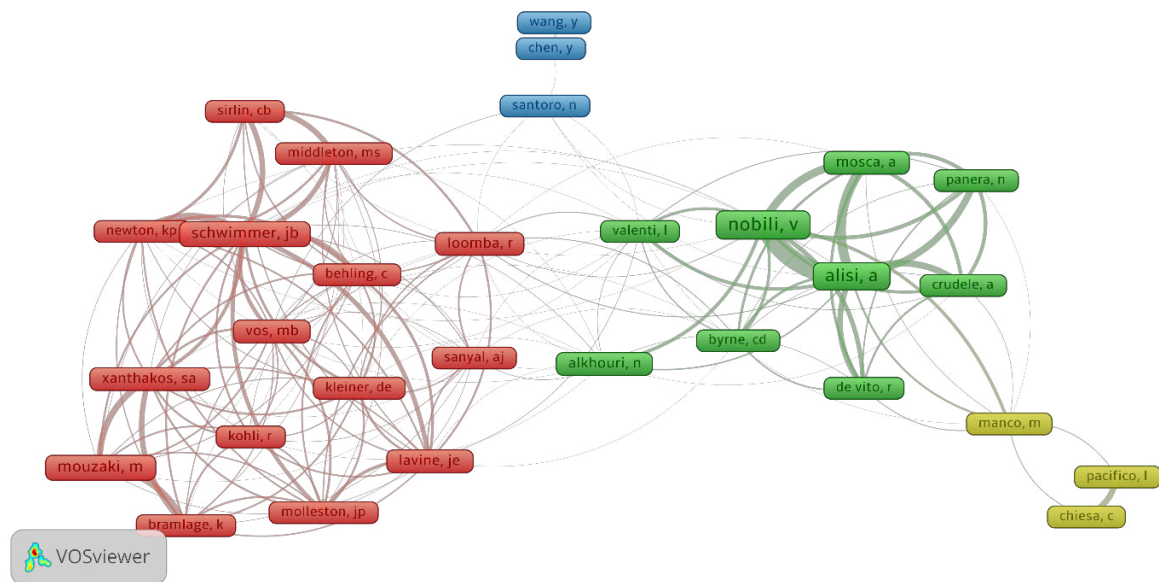 wang, y
chen, y
santoro, n
sirlin, cb
middleton, ms
newton, kp
schwimmer, jb
behling, c
loomba, r
vos, mb
sanyal, aj
xanthakos, sa
kleiner, de
kohli, r
mouzaki, m
lavine, je
molleston, jp
bramlage, k
mosca, a
panera, n
nobili, v
valenti, l
alisi, a
crudele, a
byrne, cd
alkhouri, n
de vito, r
manco, m
pacifico, l
chiesa, c
VOSviewer